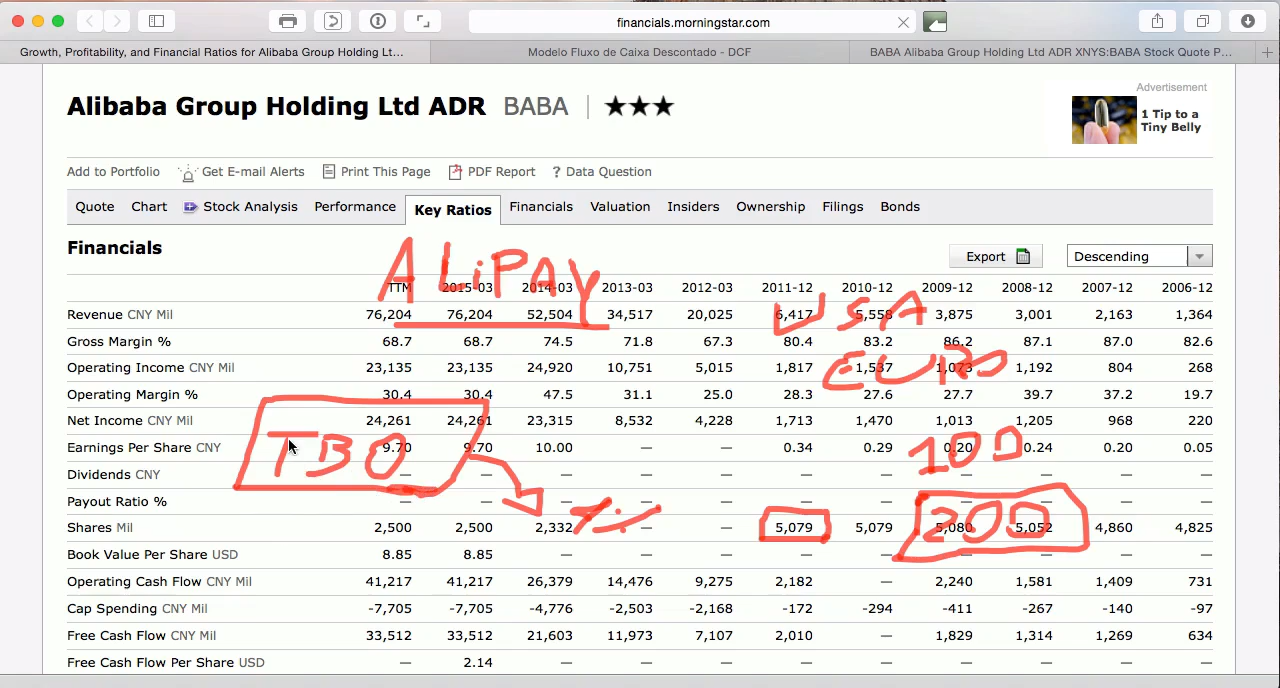 financials.morningstar.com
Growth, Profitability, and Financial Ratios for Alibaba Group Holding Lt...
Modelo Fluxo de Caixa Descontado - DCF
BABA Alibaba Group Holding Ltd ADR XNYS:BABA Stock Quote P...
Advertisement
Alibaba Group Holding Ltd ADR BABA ★★★
1 Tip to a
Tiny Belly
Add to Portfolio Get E-mail Alerts Print This Page PDF Report ? Data Question
Quote Chart Stock Analysis Performance Key Ratios Financials Valuation Insiders Ownership Filings Bonds
Financials
Export Descending
ALiPAY
TTM 2015-03 2014-03 2013-03 2012-03 2011-12 2010-12 2009-12 2008-12 2007-12 2006-12
USA
Revenue CNY Mil 76,204 76,204 52,504 34,517 20,025 6,417 5,558 3,875 3,001 2,163 1,364
Gross Margin % 68.7 68.7 74.5 71.8 67.3 80.4 83.2 86.2 87.1 87.0 82.6
EURO
Operating Income CNY Mil 23,135 23,135 24,920 10,751 5,015 1,817 1,537 1,073 1,192 804 268
Operating Margin % 30.4 30.4 47.5 31.1 25.0 28.3 27.6 27.7 39.7 37.2 19.7
Net Income CNY Mil 24,261 24,261 23,315 8,532 4,228 1,713 1,470 1,013 1,205 968 220
TBO
100
Earnings Per Share CNY 9.70 9.70 10.00 — — 0.34 0.29 0.20 0.24 0.20 0.05
Dividends CNY — — — — — — — — — — —
Payout Ratio % — — — — — — — — — — —
200
Shares Mil 2,500 2,500 2,332 — — 5,079 5,079 5,080 5,052 4,860 4,825
Book Value Per Share USD 8.85 8.85 — — — — — — — — —
Operating Cash Flow CNY Mil 41,217 41,217 26,379 14,476 9,275 2,182 — 2,240 1,581 1,409 731
Cap Spending CNY Mil -7,705 -7,705 -4,776 -2,503 -2,168 -172 -294 -411 -267 -140 -97
Free Cash Flow CNY Mil 33,512 33,512 21,603 11,973 7,107 2,010 — 1,829 1,314 1,269 634
Free Cash Flow Per Share USD — 2.14 — — — — — — — — —